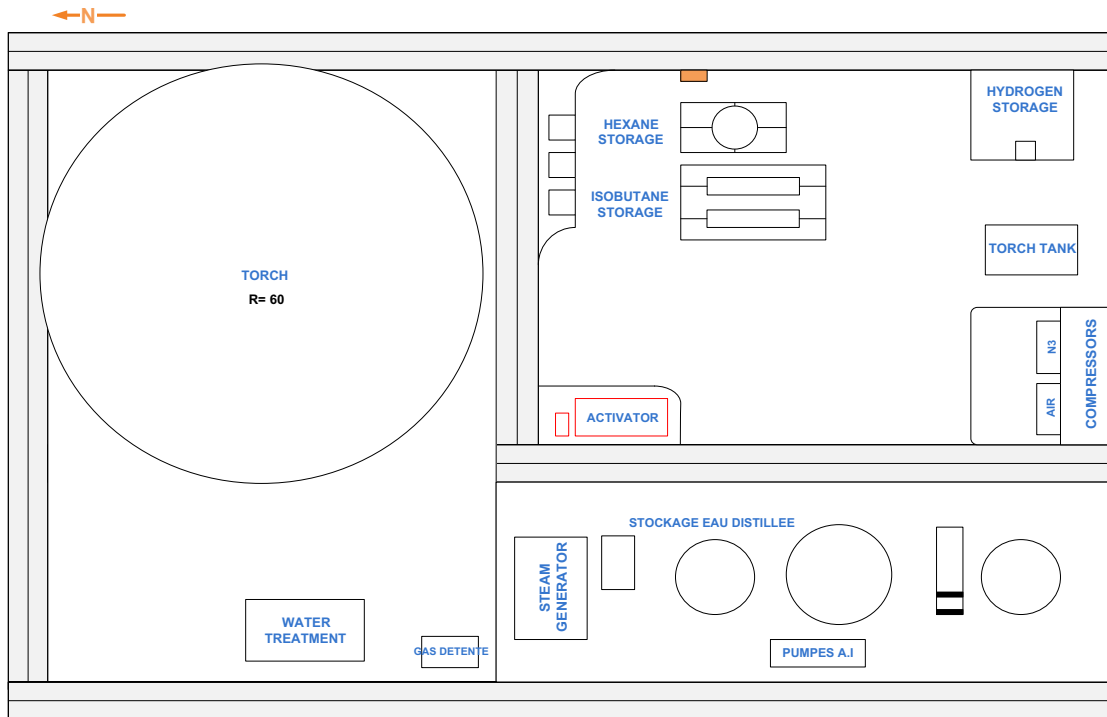 N
HYDROGEN
STORAGE
HEXANE
STORAGE
ISOBUTANE
STORAGE
TORCH TANK
TORCH
R= 60
N3
AIR
COMPRESSORS
ACTIVATOR
STOCKAGE EAU DISTILLEE
STEAM
GENERATOR
WATER
TREATMENT
GAS DETENTE
PUMPES A.I